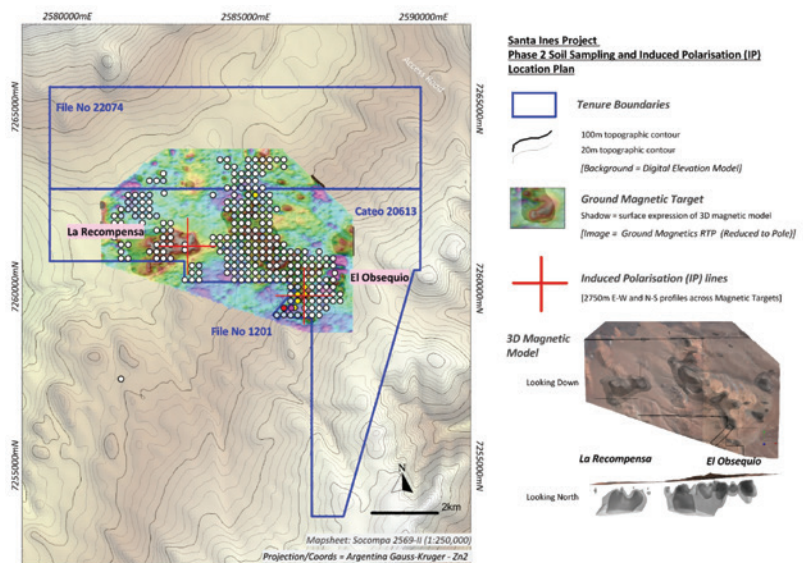 2580000mE
2585000mE
2590000mE
7265000mN
7265000mN
Access Road
File No 22074
Cateo 20613
La Recompensa
El Obsequio
7260000mN
7260000mN
File No 1201
7255000mN
7255000mN
N
2km
Mapsheet: Socompa 2569-II (1:250,000)
Projection/Coords = Argentina Gauss-Kruger - Zn2
Santa Ines Project
Phase 2 Soil Sampling and Induced Polarisation (IP)
Location Plan
Tenure Boundaries
100m topographic contour
20m topographic contour
[Background = Digital Elevation Model]
Ground Magnetic Target
Shadow = surface expression of 3D magnetic model
[Image = Ground Magnetics RTP (Reduced to Pole)]
Induced Polarisation (IP) lines
[2750m E-W and N-S profiles across Magnetic Targets]
3D Magnetic
Model
Looking Down
La Recompensa
El Obsequio
Looking North